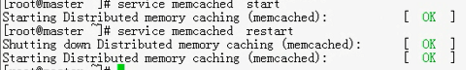 [root@master ~]# service memcached  start
Starting Distributed memory caching (memcached):           [  OK  ]
[root@master ~]# service memcached  restart
Shutting down Distributed memory caching (memcached):      [  OK  ]
Starting Distributed memory caching (memcached):           [  OK  ]
[root@master ~]#